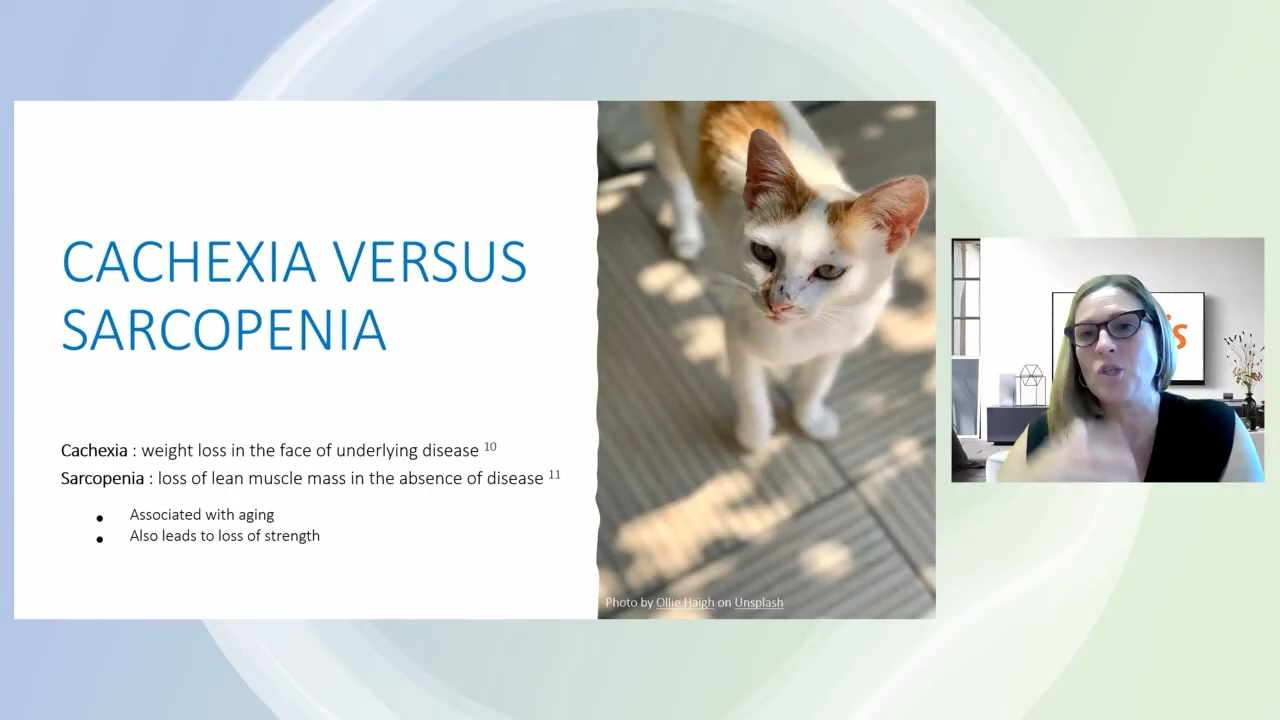 CACHEXIA VERSUS
SARCOPENIA
Cachexia : weight loss in the face of underlying disease 10
Sarcopenia : loss of lean muscle mass in the absence of disease 11
• Associated with aging
• Also leads to loss of strength
Photo by Ollie Haigh on Unsplash